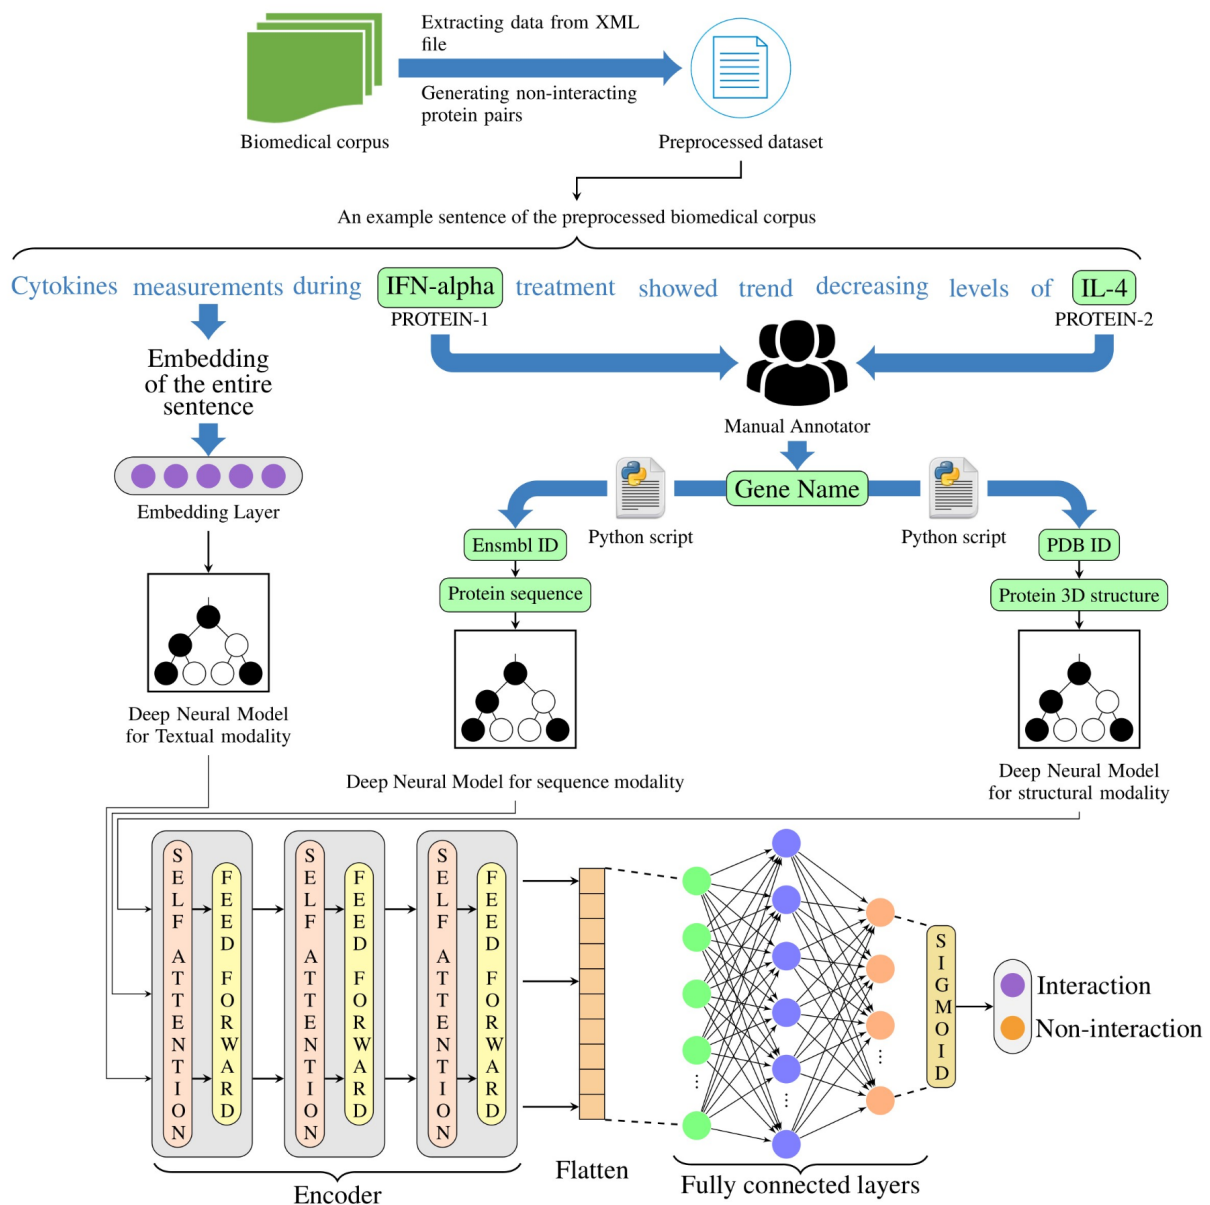 Extracting data from XML
file
Generating non-interacting
protein pairs
Biomedical corpus
Preprocessed dataset
An example sentence of the preprocessed biomedical corpus
Cytokines measurements during IFN-alpha treatment showed trend decreasing levels of IL-4
PROTEIN-1
PROTEIN-2
Embedding
of the entire
sentence
Manual Annotator
Gene Name
Embedding Layer
Python script
Python script
Ensmbl ID
PDB ID
Protein sequence
Protein 3D structure
Deep Neural Model
for Textual modality
Deep Neural Model for sequence modality
Deep Neural Model
for structural modality
SELF ATTENTION
FEED FORWARD
SELF ATTENTION
FEED FORWARD
SELF ATTENTION
FEED FORWARD
SIGMOID
Interaction
Non-interaction
Encoder
Flatten
Fully connected layers